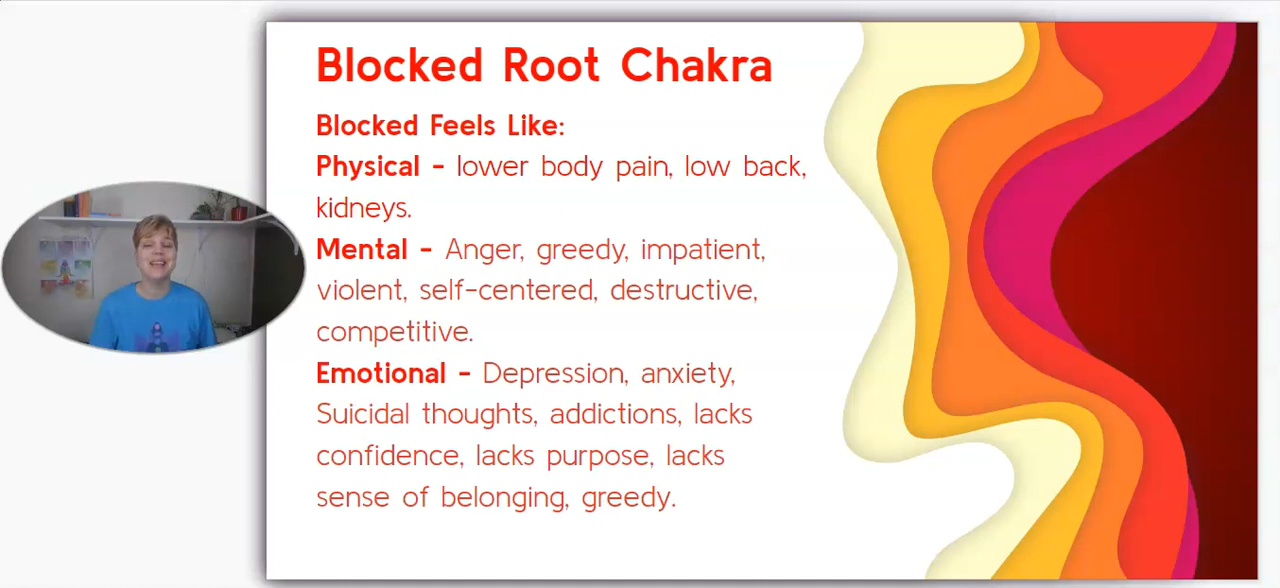 Blocked Root Chakra
Blocked Feels Like:
Physical - lower body pain, low back,
kidneys.
Mental - Anger, greedy, impatient,
violent, self-centered, destructive,
competitive.
Emotional - Depression, anxiety,
Suicidal thoughts, addictions, lacks
confidence, lacks purpose, lacks
sense of belonging, greedy.